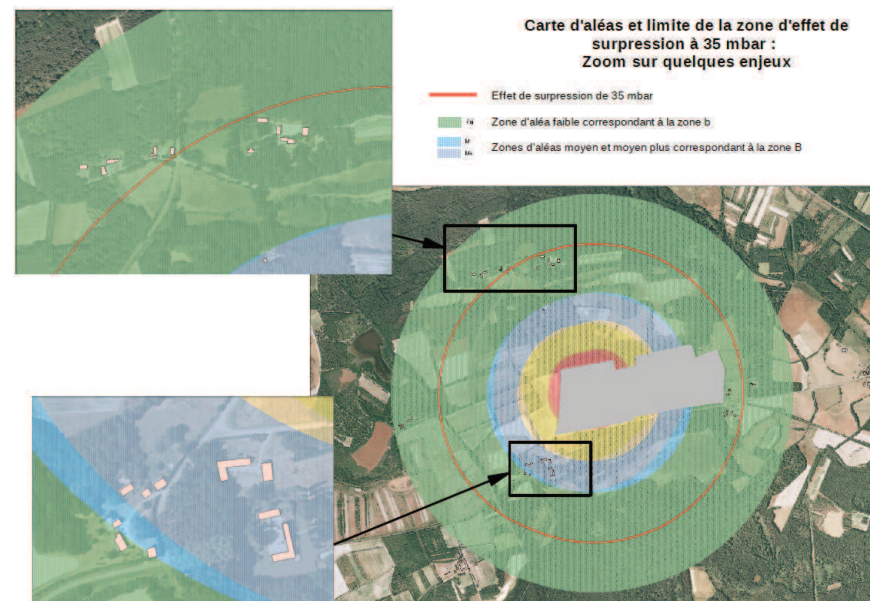 Carte d'aléas et limite de la zone d'effet de
surpression à 35 mbar :
Zoom sur quelques enjeux
Effet de surpression de 35 mbar
Fai Zone d'aléa faible correspondant à la zone b
M
M+ Zones d'aléas moyen et moyen plus correspondant à la zone B